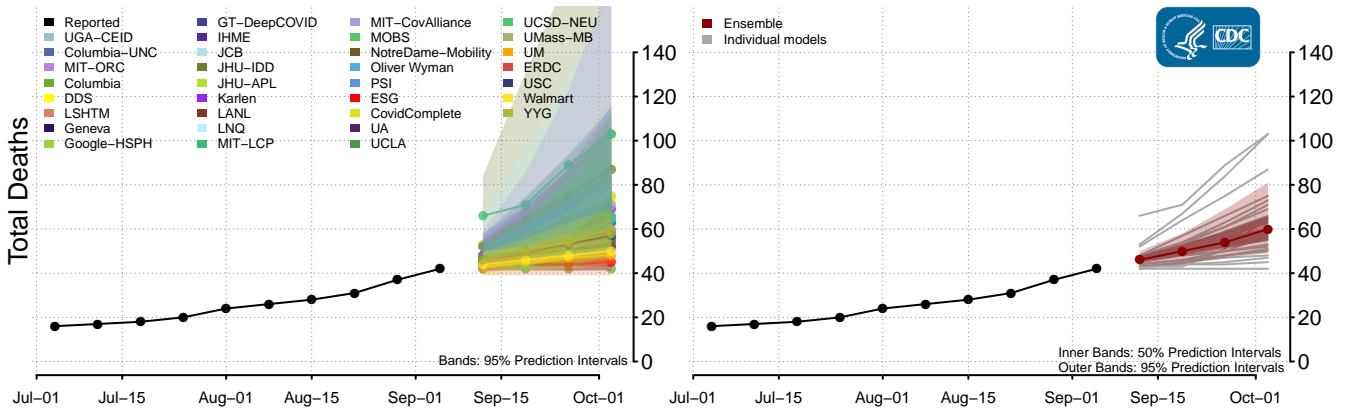 Total Deaths
Reported
UGA−CEID
Columbia−UNC
MIT−ORC
Columbia
DDS
LSHTM
Geneva
Google−HSPH
GT−DeepCOVID
IHME
JCB
JHU−IDD
JHU−APL
Karlen
LANL
LNQ
MIT−LCP
MIT−CovAlliance
MOBS
NotreDame−Mobility
Oliver Wyman
PSI
ESG
CovidComplete
UA
UCLA
UCSD−NEU
UMass−MB
UM
ERDC
USC
Walmart
YYG
140
120
100
80
60
40
20
0
Bands: 95% Prediction Intervals
Jul−01
Jul−15
Aug−01
Aug−15
Sep−01
Sep−15
Oct−01
Ensemble
Individual models
CDC
140
120
100
80
60
40
20
0
Inner Bands: 50% Prediction Intervals
Outer Bands: 95% Prediction Intervals
Jul−01
Jul−15
Aug−01
Aug−15
Sep−01
Sep−15
Oct−01